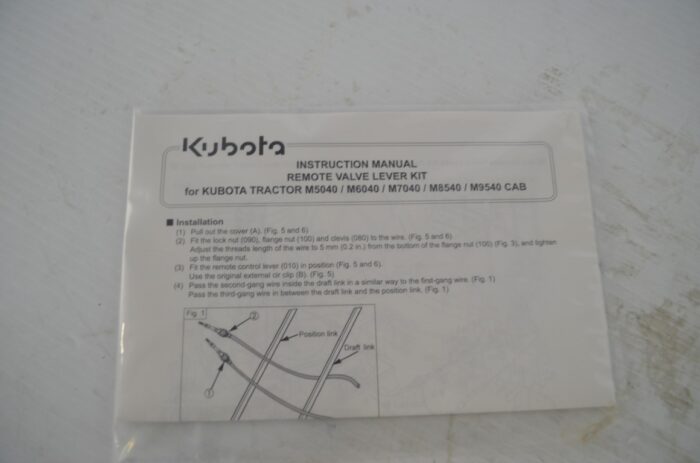 Kubota
INSTRUCTION MANUAL
REMOTE VALVE LEVER KIT
for KUBOTA TRACTOR M5040 / M6040 / M7040 / M8540 / M9540 CAB
■ Installation
(1) Pull out the cover (A). (Fig. 5 and 6)
(2) Fit the lock nut (090), flange nut (100) and clevis (080) to the wire. (Fig. 5 and 6)
Adjust the threads length of the wire to 5 mm (0.2 in.) from the bottom of the flange nut (100) (Fig. 3), and tighten
up the flange nut.
(3) Fit the remote control lever (010) in position (Fig. 5 and 6).
Use the original external cir clip (B). (Fig. 5)
(4) Pass the second-gang wire inside the draft link in a similar way to the first-gang wire. (Fig. 1)
Pass the third-gang wire in between the draft link and the position link. (Fig. 1)
Fig. 1
②
Position link
Draft link
①